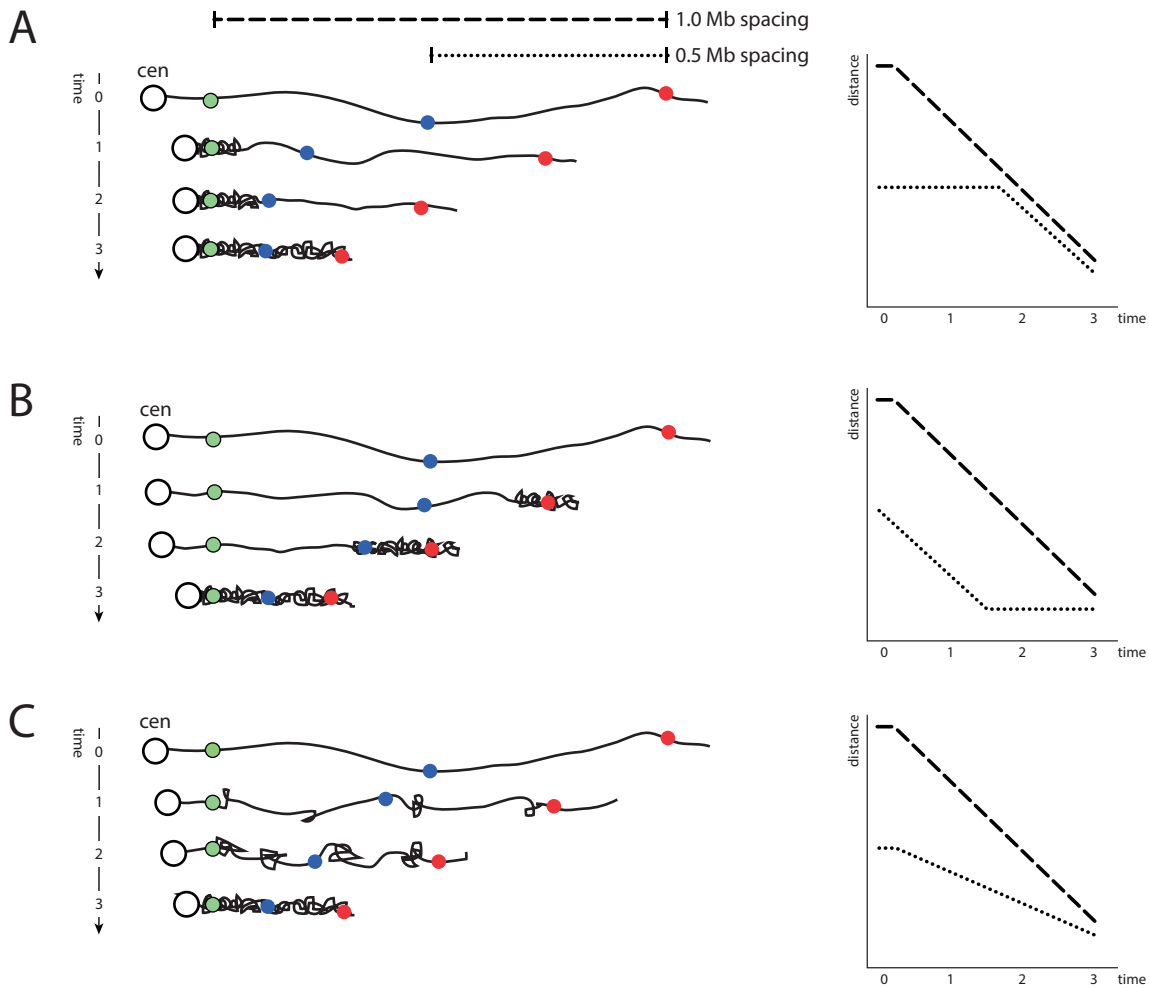 A
1.0 Mb spacing
0.5 Mb spacing
cen
time
0
1
2
3
distance
0 1 2 3 time
B
cen
time
0
1
2
3
distance
0 1 2 3 time
C
cen
time
0
1
2
3
distance
0 1 2 3 time